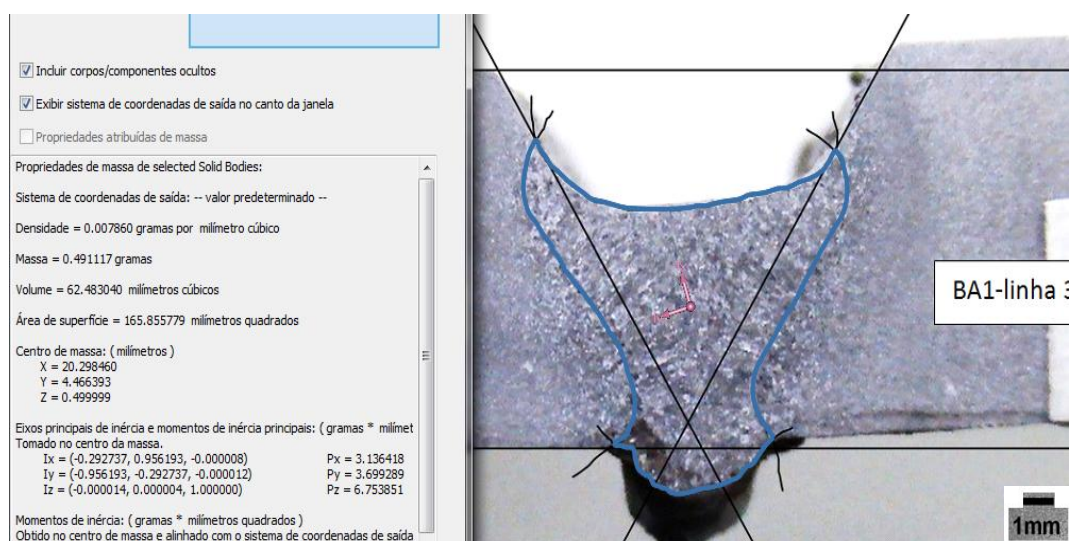 Incluir corpos/componentes ocultos
Exibir sistema de coordenadas de saída no canto da janela
Propriedades atribuídas de massa
Propriedades de massa de selected Solid Bodies:
Sistema de coordenadas de saída: -- valor predeterminado --
Densidade = 0.007860 gramas por milímetro cúbico
Massa = 0.491117 gramas
Volume = 62.483040 milímetros cúbicos
Área de superfície = 165.855779 milímetros quadrados
Centro de massa: ( milímetros )
X = 20.298460
Y = 4.466393
Z = 0.499999
Eixos principais de inércia e momentos de inércia principais: ( gramas * milímet
Tomado no centro da massa.
Ix = (-0.292737, 0.956193, -0.000008) Px = 3.136418
Iy = (-0.956193, -0.292737, -0.000012) Py = 3.699289
Iz = (-0.000014, 0.000004, 1.000000) Pz = 6.753851
Momentos de inércia: ( gramas * milímetros quadrados )
Obtido no centro de massa e alinhado com o sistema de coordenadas de saída
BA1-linha 3
1mm